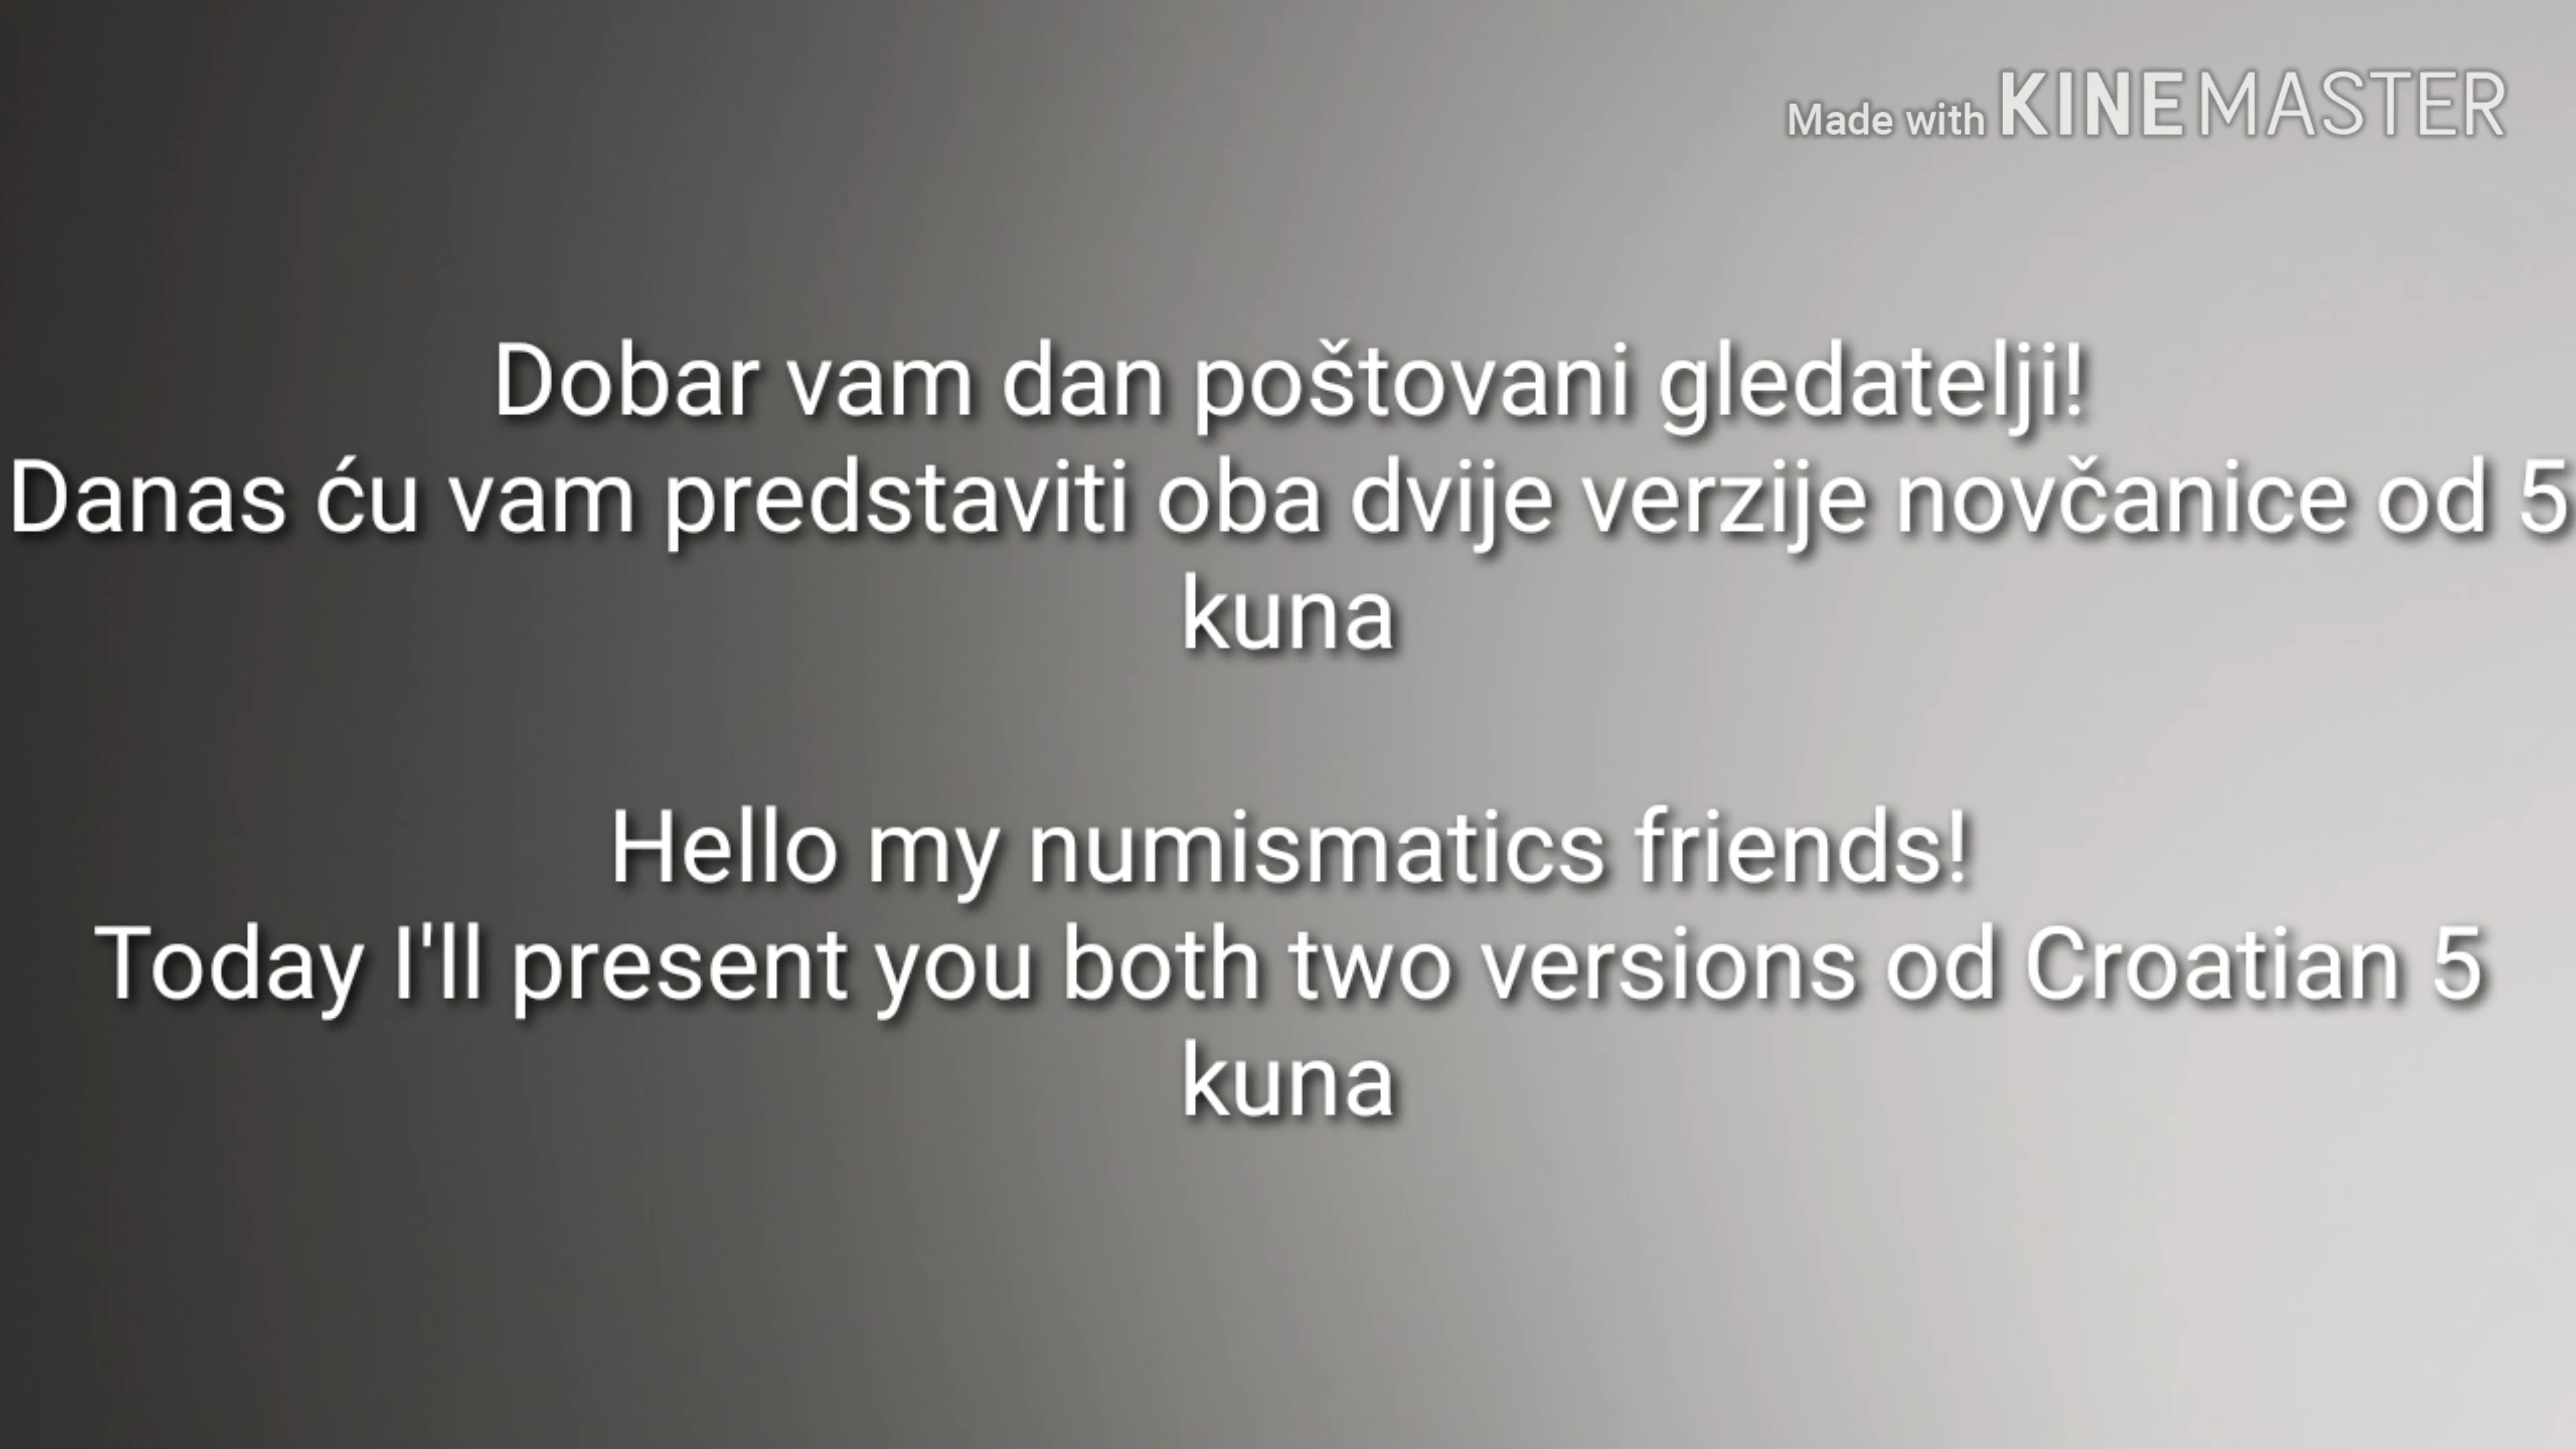 Made with KINEMASTER
Dobar vam dan poštovani gledatelji!
Danas ću vam predstaviti oba dvije verzije novčanice od 5
kuna
Hello my numismatics friends!
Today I'll present you both two versions od Croatian 5
kuna